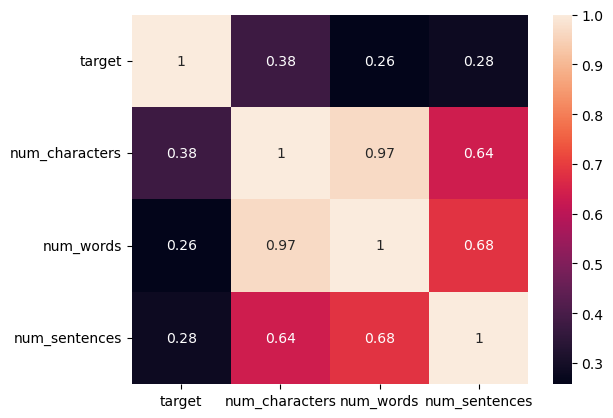 target 1 0.38 0.26 0.28
num_characters 0.38 1 0.97 0.64
num_words 0.26 0.97 1 0.68
num_sentences 0.28 0.64 0.68 1
target num_characters num_words num_sentences
1.0
0.9
0.8
0.7
0.6
0.5
0.4
0.3